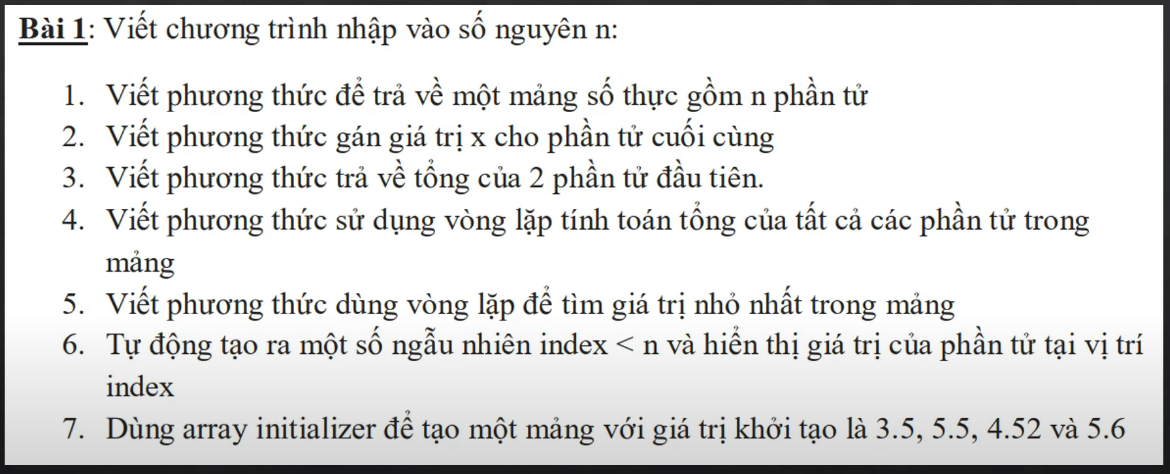 Bài 1: Viết chương trình nhập vào số nguyên n:
1. Viết phương thức để trả về một mảng số thực gồm n phần tử
2. Viết phương thức gán giá trị x cho phần tử cuối cùng
3. Viết phương thức trả về tổng của 2 phần tử đầu tiên.
4. Viết phương thức sử dụng vòng lặp tính toán tổng của tất cả các phần tử trong
mảng
5. Viết phương thức dùng vòng lặp để tìm giá trị nhỏ nhất trong mảng
6. Tự động tạo ra một số ngẫu nhiên index < n và hiển thị giá trị của phần tử tại vị trí
index
7. Dùng array initializer để tạo một mảng với giá trị khởi tạo là 3.5, 5.5, 4.52 và 5.6